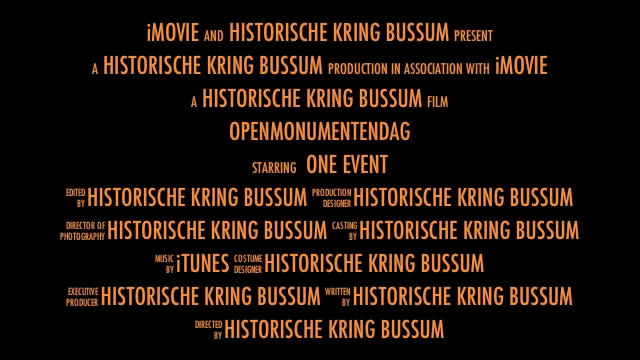 iMOVIE AND HISTORISCHE KRING BUSSUM PRESENT
A HISTORISCHE KRING BUSSUM PRODUCTION IN ASSOCIATION WITH iMOVIE
A HISTORISCHE KRING BUSSUM FILM
OPENMONUMENTENDAG
STARRING ONE EVENT
EDITED BY HISTORISCHE KRING BUSSUM PRODUCTION DESIGNER HISTORISCHE KRING BUSSUM
DIRECTOR OF PHOTOGRAPHY HISTORISCHE KRING BUSSUM CASTING BY HISTORISCHE KRING BUSSUM
MUSIC BY iTUNES COSTUME DESIGNER HISTORISCHE KRING BUSSUM
EXECUTIVE PRODUCER HISTORISCHE KRING BUSSUM WRITTEN BY HISTORISCHE KRING BUSSUM
DIRECTED BY HISTORISCHE KRING BUSSUM